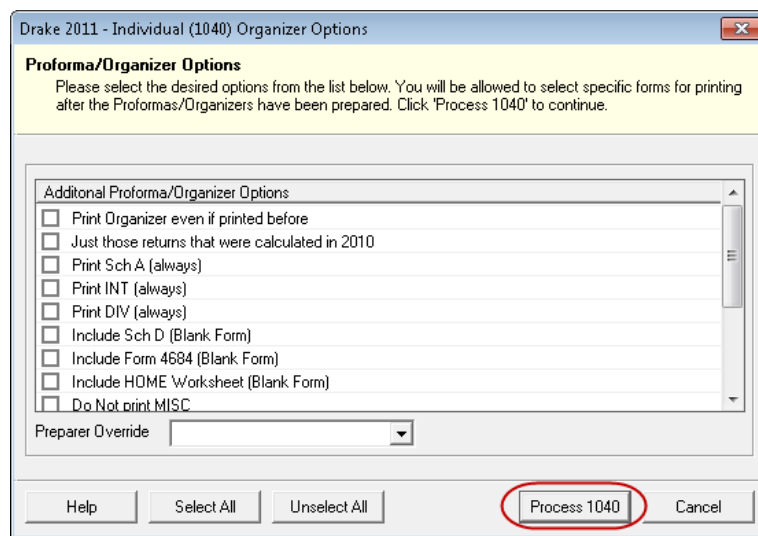 Drake 2011 - Individual (1040) Organizer Options
Proforma/Organizer Options
Please select the desired options from the list below. You will be allowed to select specific forms for printing
after the Proformas/Organizers have been prepared. Click 'Process 1040' to continue.
Additonal Proforma/Organizer Options
Print Organizer even if printed before
Just those returns that were calculated in 2010
Print Sch A (always)
Print INT (always)
Print DIV (always)
Include Sch D (Blank Form)
Include Form 4684 (Blank Form)
Include HOME Worksheet (Blank Form)
Do Not print MISC
Preparer Override
Help Select All Unselect All Process 1040 Cancel